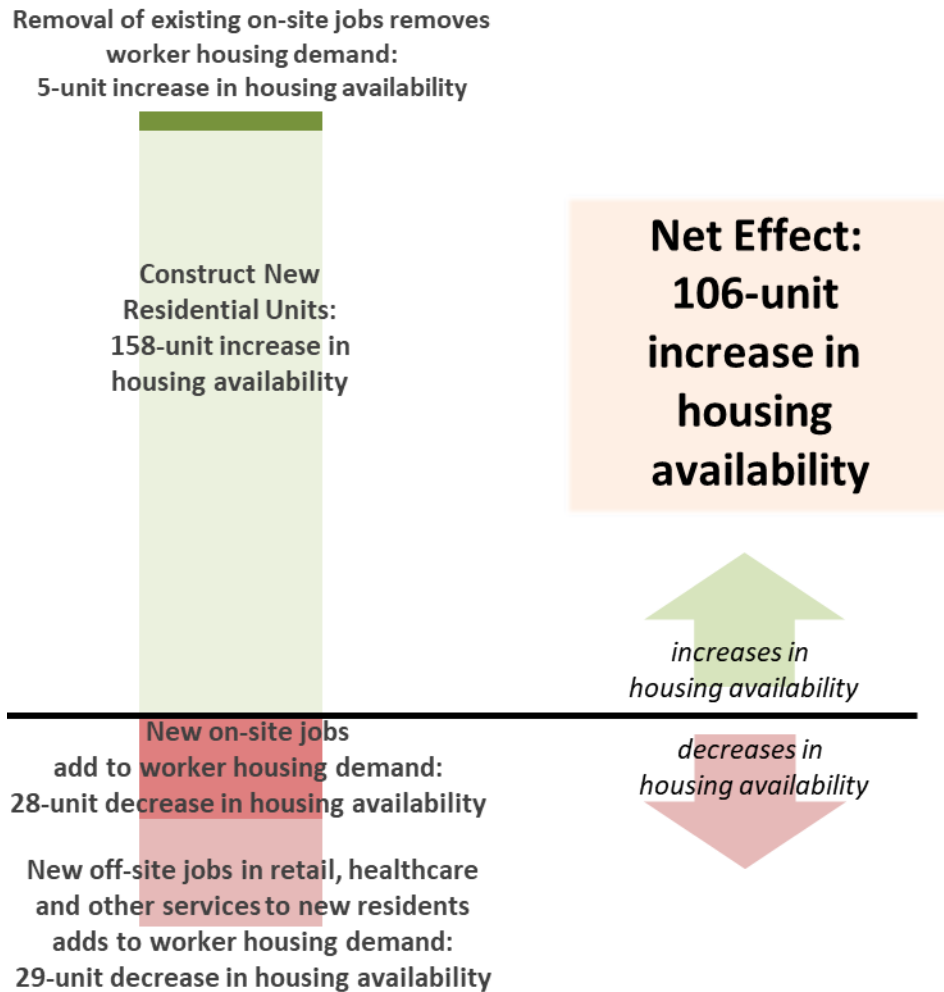 Removal of existing on-site jobs removes
worker housing demand:
5-unit increase in housing availability
Construct New
Residential Units:
158-unit increase in
housing availability
Net Effect:
106-unit
increase in
housing
availability
increases in
housing availability
New on-site jobs
add to worker housing demand:
28-unit decrease in housing availability
decreases in
housing availability
New off-site jobs in retail, healthcare
and other services to new residents
adds to worker housing demand:
29-unit decrease in housing availability